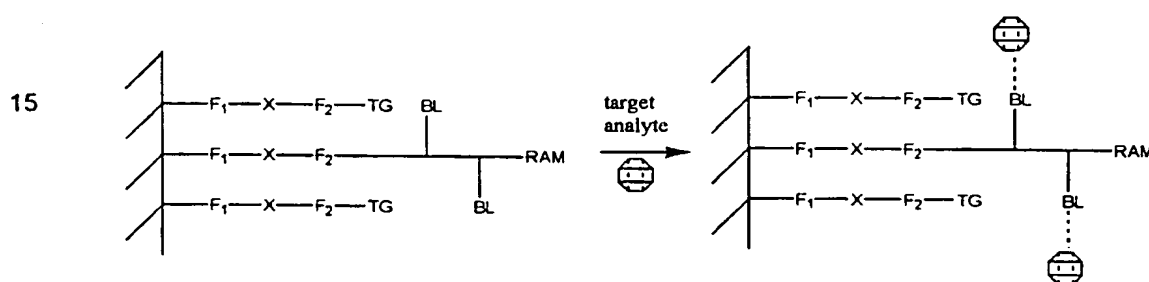 15
F₁ X F₂ TG BL
F₁ X F₂ RAM
F₁ X F₂ TG BL
target
analyte
F₁ X F₂ TG BL
F₁ X F₂ RAM
F₁ X F₂ TG BL